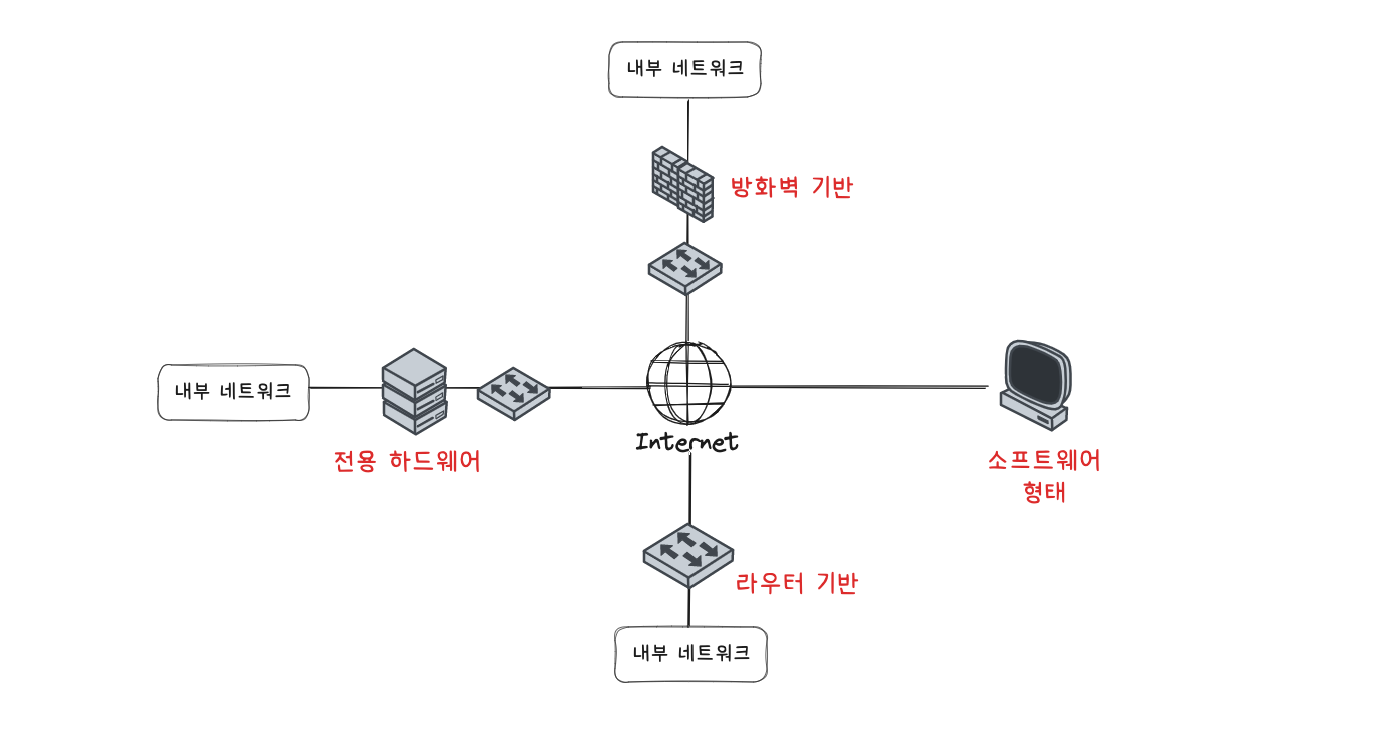 내부 네트워크
방화벽 기반
내부 네트워크
전용 하드웨어
Internet
소프트웨어
형태
라우터 기반
내부 네트워크